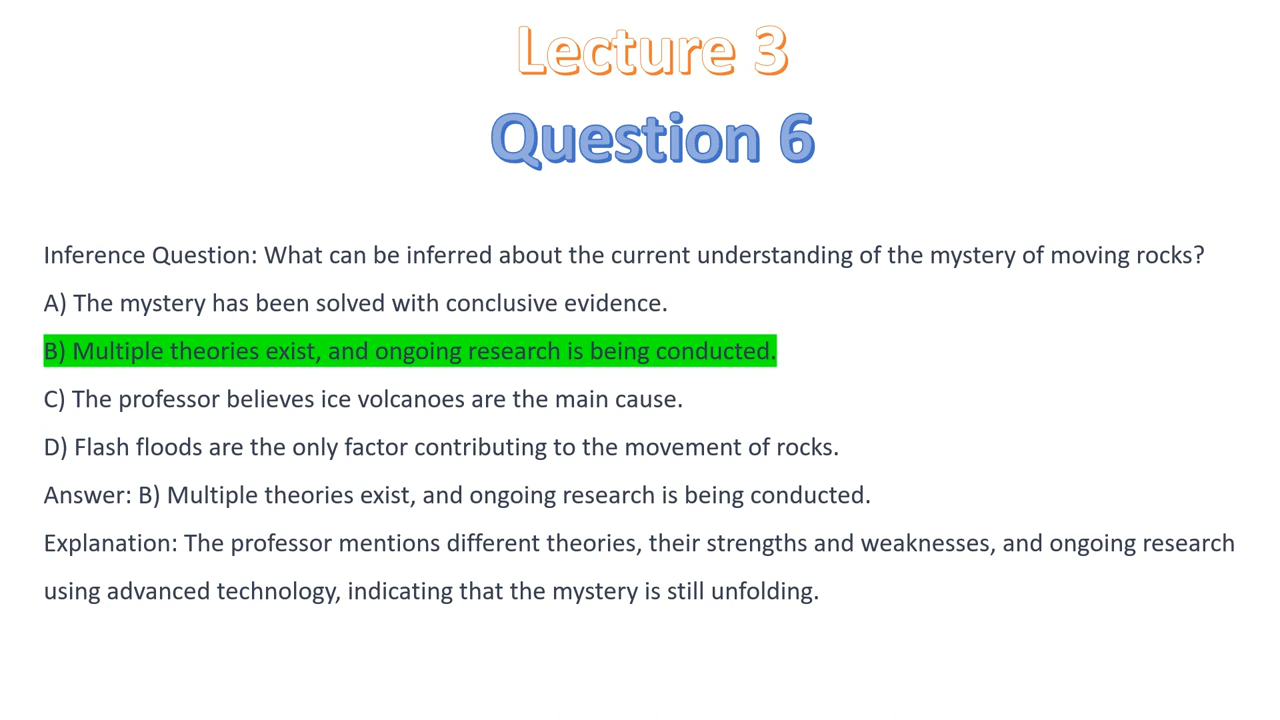 Lecture 3
Question 6
Inference Question: What can be inferred about the current understanding of the mystery of moving rocks?
A) The mystery has been solved with conclusive evidence.
B) Multiple theories exist, and ongoing research is being conducted.
C) The professor believes ice volcanoes are the main cause.
D) Flash floods are the only factor contributing to the movement of rocks.
Answer: B) Multiple theories exist, and ongoing research is being conducted.
Explanation: The professor mentions different theories, their strengths and weaknesses, and ongoing research
using advanced technology, indicating that the mystery is still unfolding.